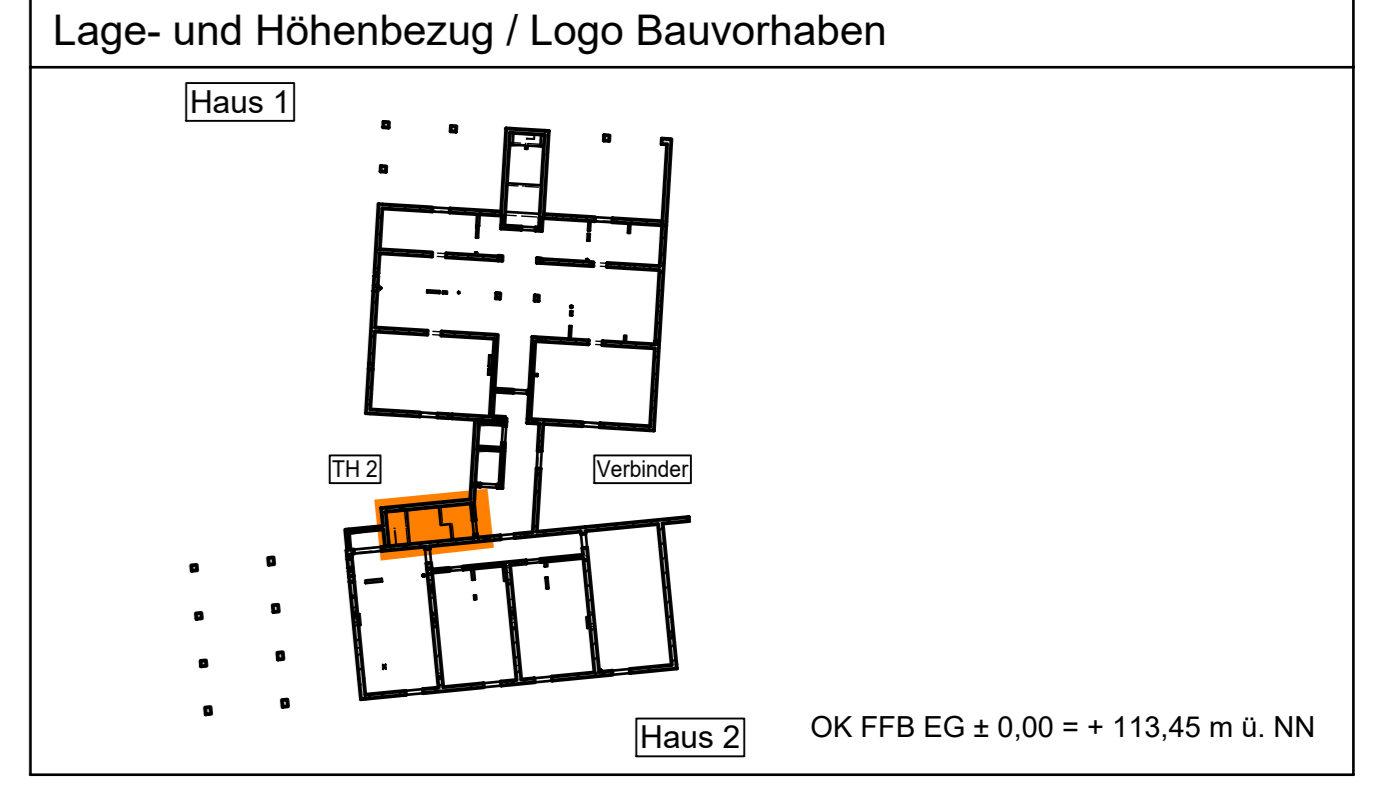 Lage- und Höhenbezug / Logo Bauvorhaben
Haus 1
TH 2
Verbinder
Haus 2
OK FFB EG ± 0,00 = + 113,45 m ü. NN